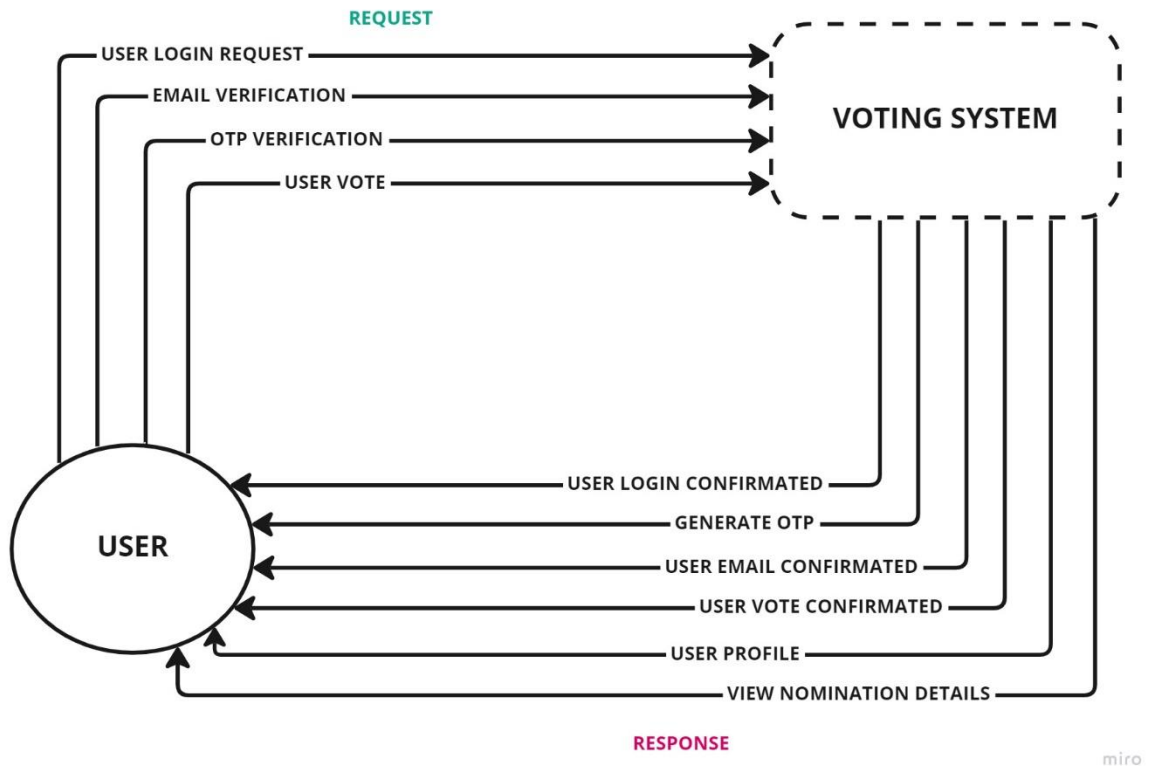 REQUEST
USER LOGIN REQUEST
EMAIL VERIFICATION
OTP VERIFICATION
USER VOTE
VOTING SYSTEM
USER LOGIN CONFIRMATED
GENERATE OTP
USER EMAIL CONFIRMATED
USER VOTE CONFIRMATED
USER PROFILE
VIEW NOMINATION DETAILS
USER
RESPONSE
miro